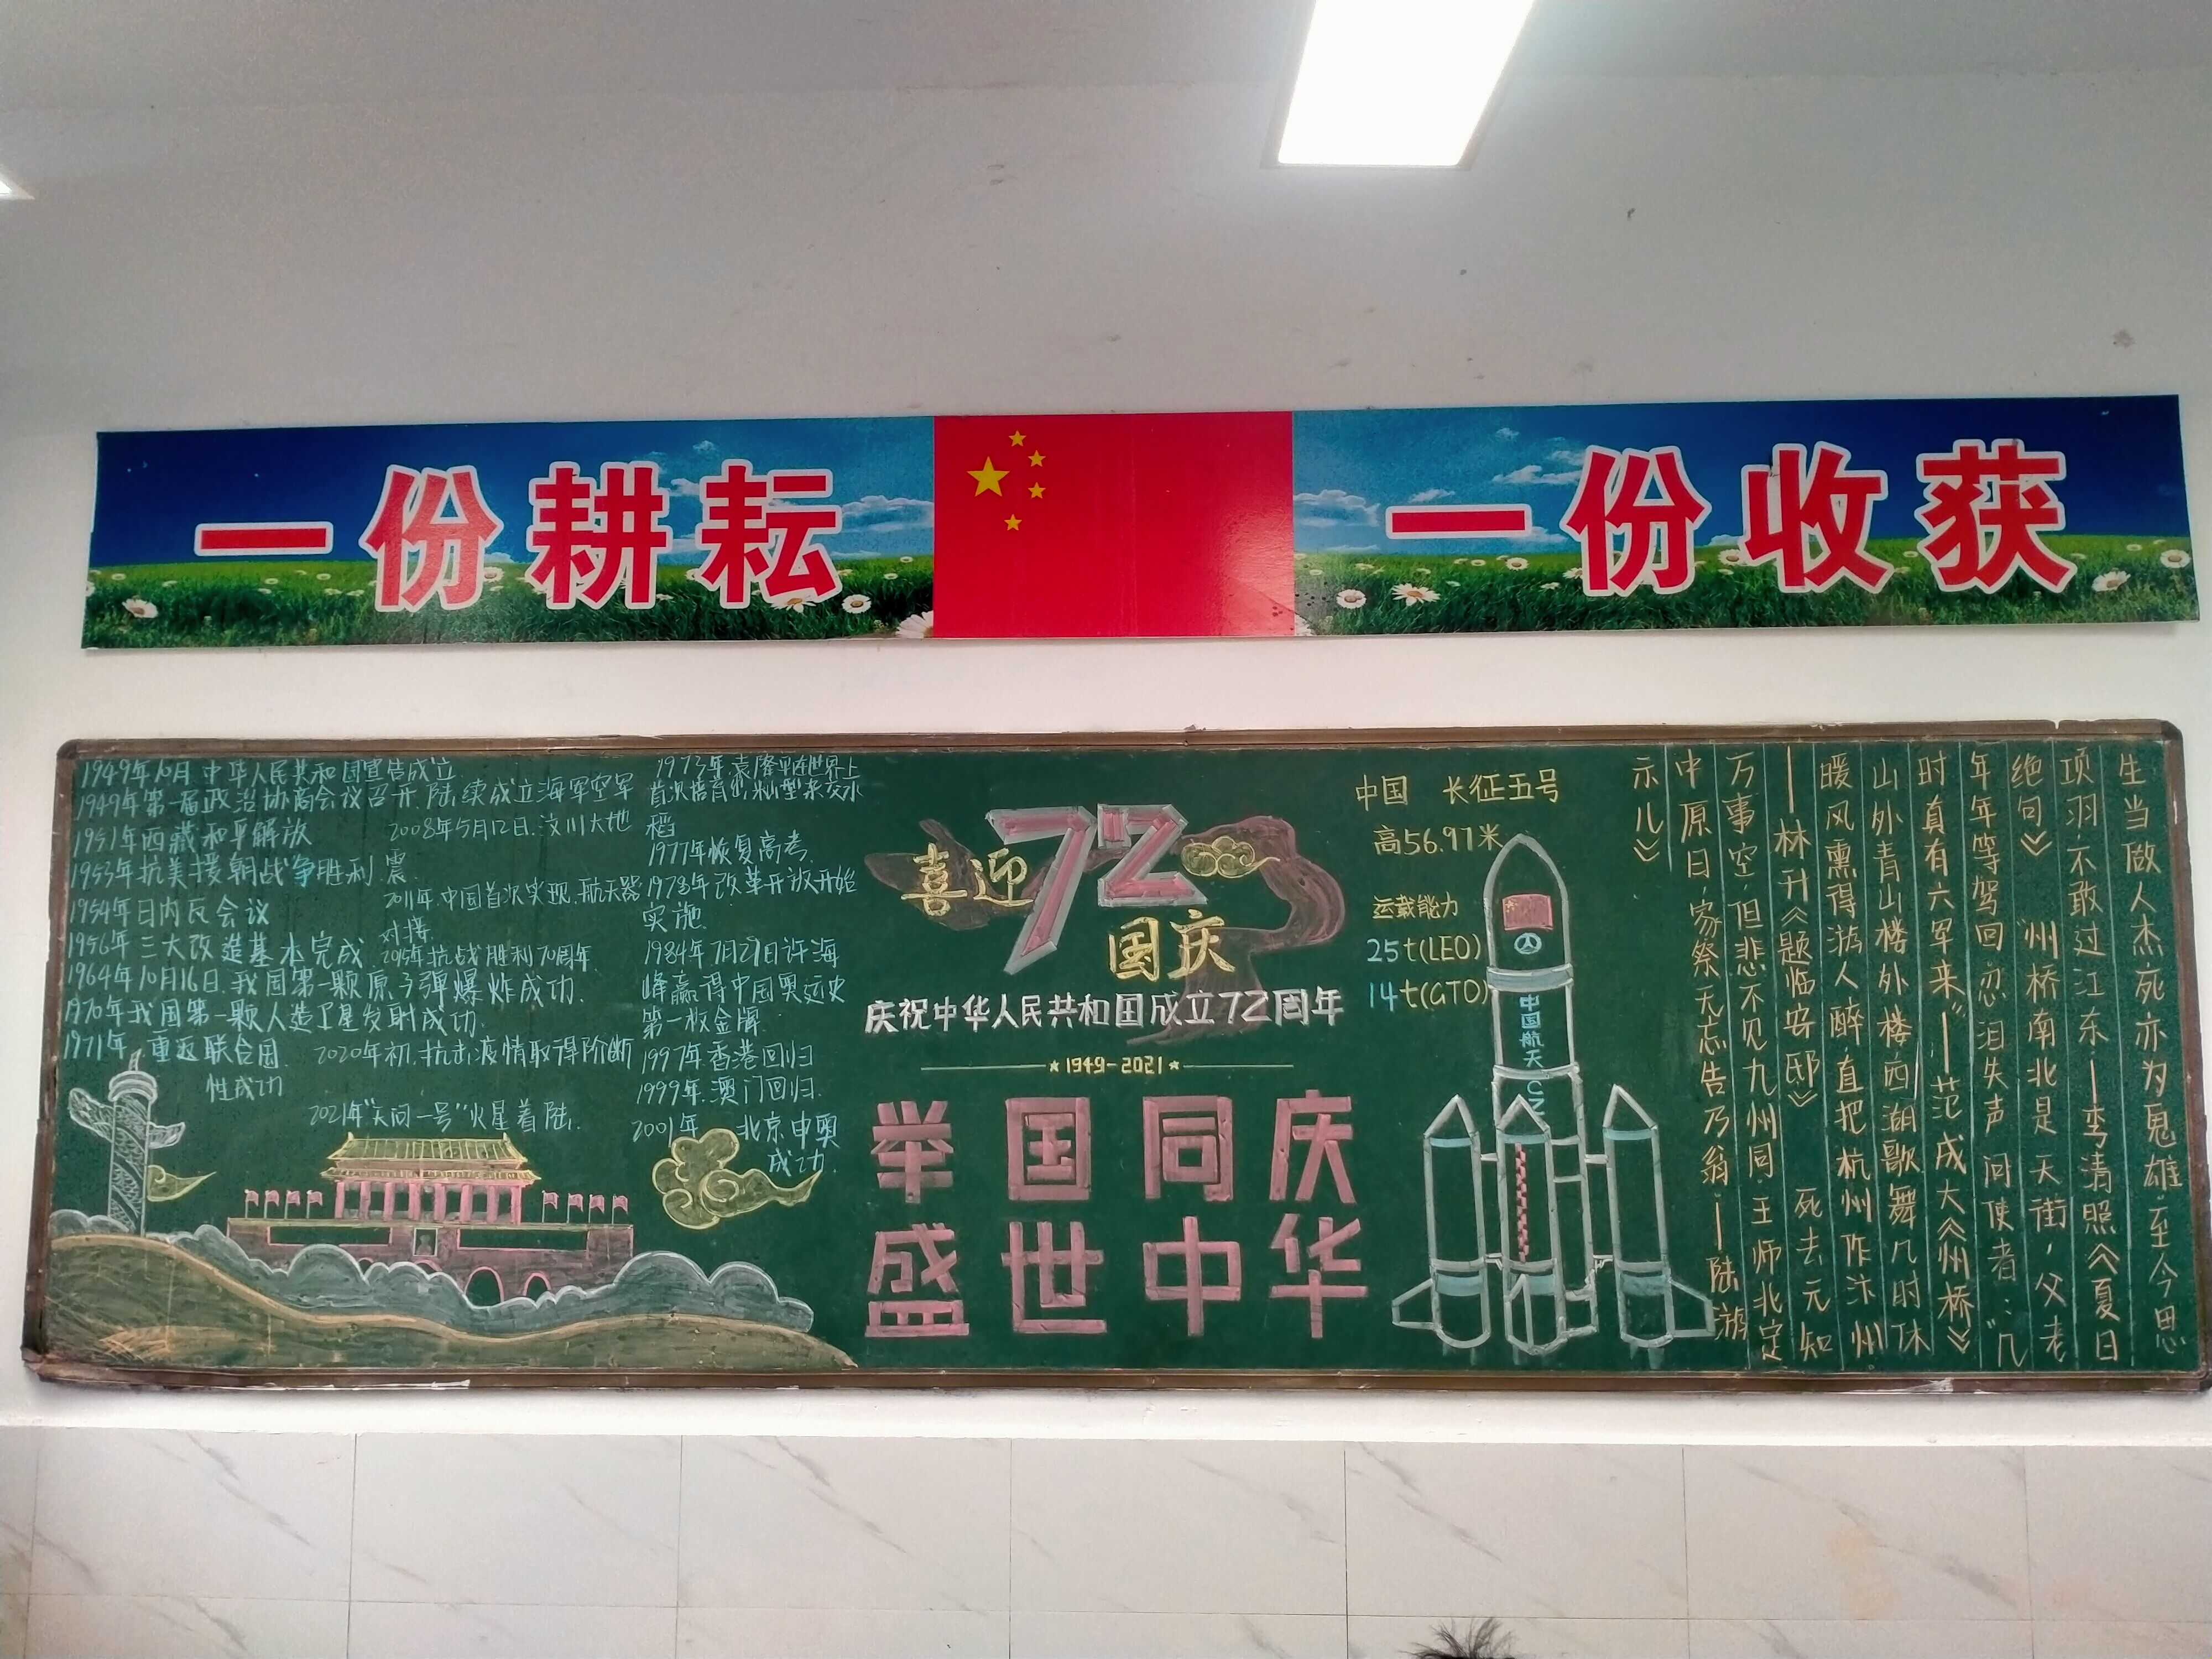 一份耕耘 一份收获
1949年10月中华人民共和国宣告成立
1949年第一届政治协商会议召开.陆续成立海军空军
1951年西藏和平解放
1953年抗美援朝战争胜利
1954年日内瓦会议
1956年三大改造基本完成
1964年10月16日.我国第一颗原子弹爆炸成功.
1970年我国第一颗人造卫星发射成功.
1971年.重返联合国.
2008年5月12日.汶川大地
震.
2011年.中国首次实现.航天器
对接.
2015年抗战胜利70周年
2020年初.抗击疫情取得阶断
性成功
2021年"天问一号"火星着陆.
1973年.袁隆平在世界上
首次培育籼型杂交水
稻
1977年恢复高考.
1978年改革开放开始
实施.
1984年7月29日许海
峰赢得中国奥运史
第一枚金牌.
1997年香港回归
1999年.澳门回归.
2001年 北京申奥
成功.
喜迎72国庆
庆祝中华人民共和国成立72周年
1949-2021
举国同庆
盛世中华
中国 长征五号
高56.97米
运载能力
25t(LEO)
14t(GTO)
中国航天 CZ
生当做人杰死亦为鬼雄.至今思
项羽.不敢过江东.——李清照《夏日
绝句》 "州桥南北是天街,父老
年年等驾回.忍泪失声问使者:"几
时真有六军来"——范成大《州桥》
山外青山楼外楼西湖歌舞几时休
暖风熏得游人醉直把杭州作汴州
——林升《题临安邸》 死去元知
万事空.但悲不见九州同.王师北定
中原日.家祭无忘告乃翁.——陆游
示儿》